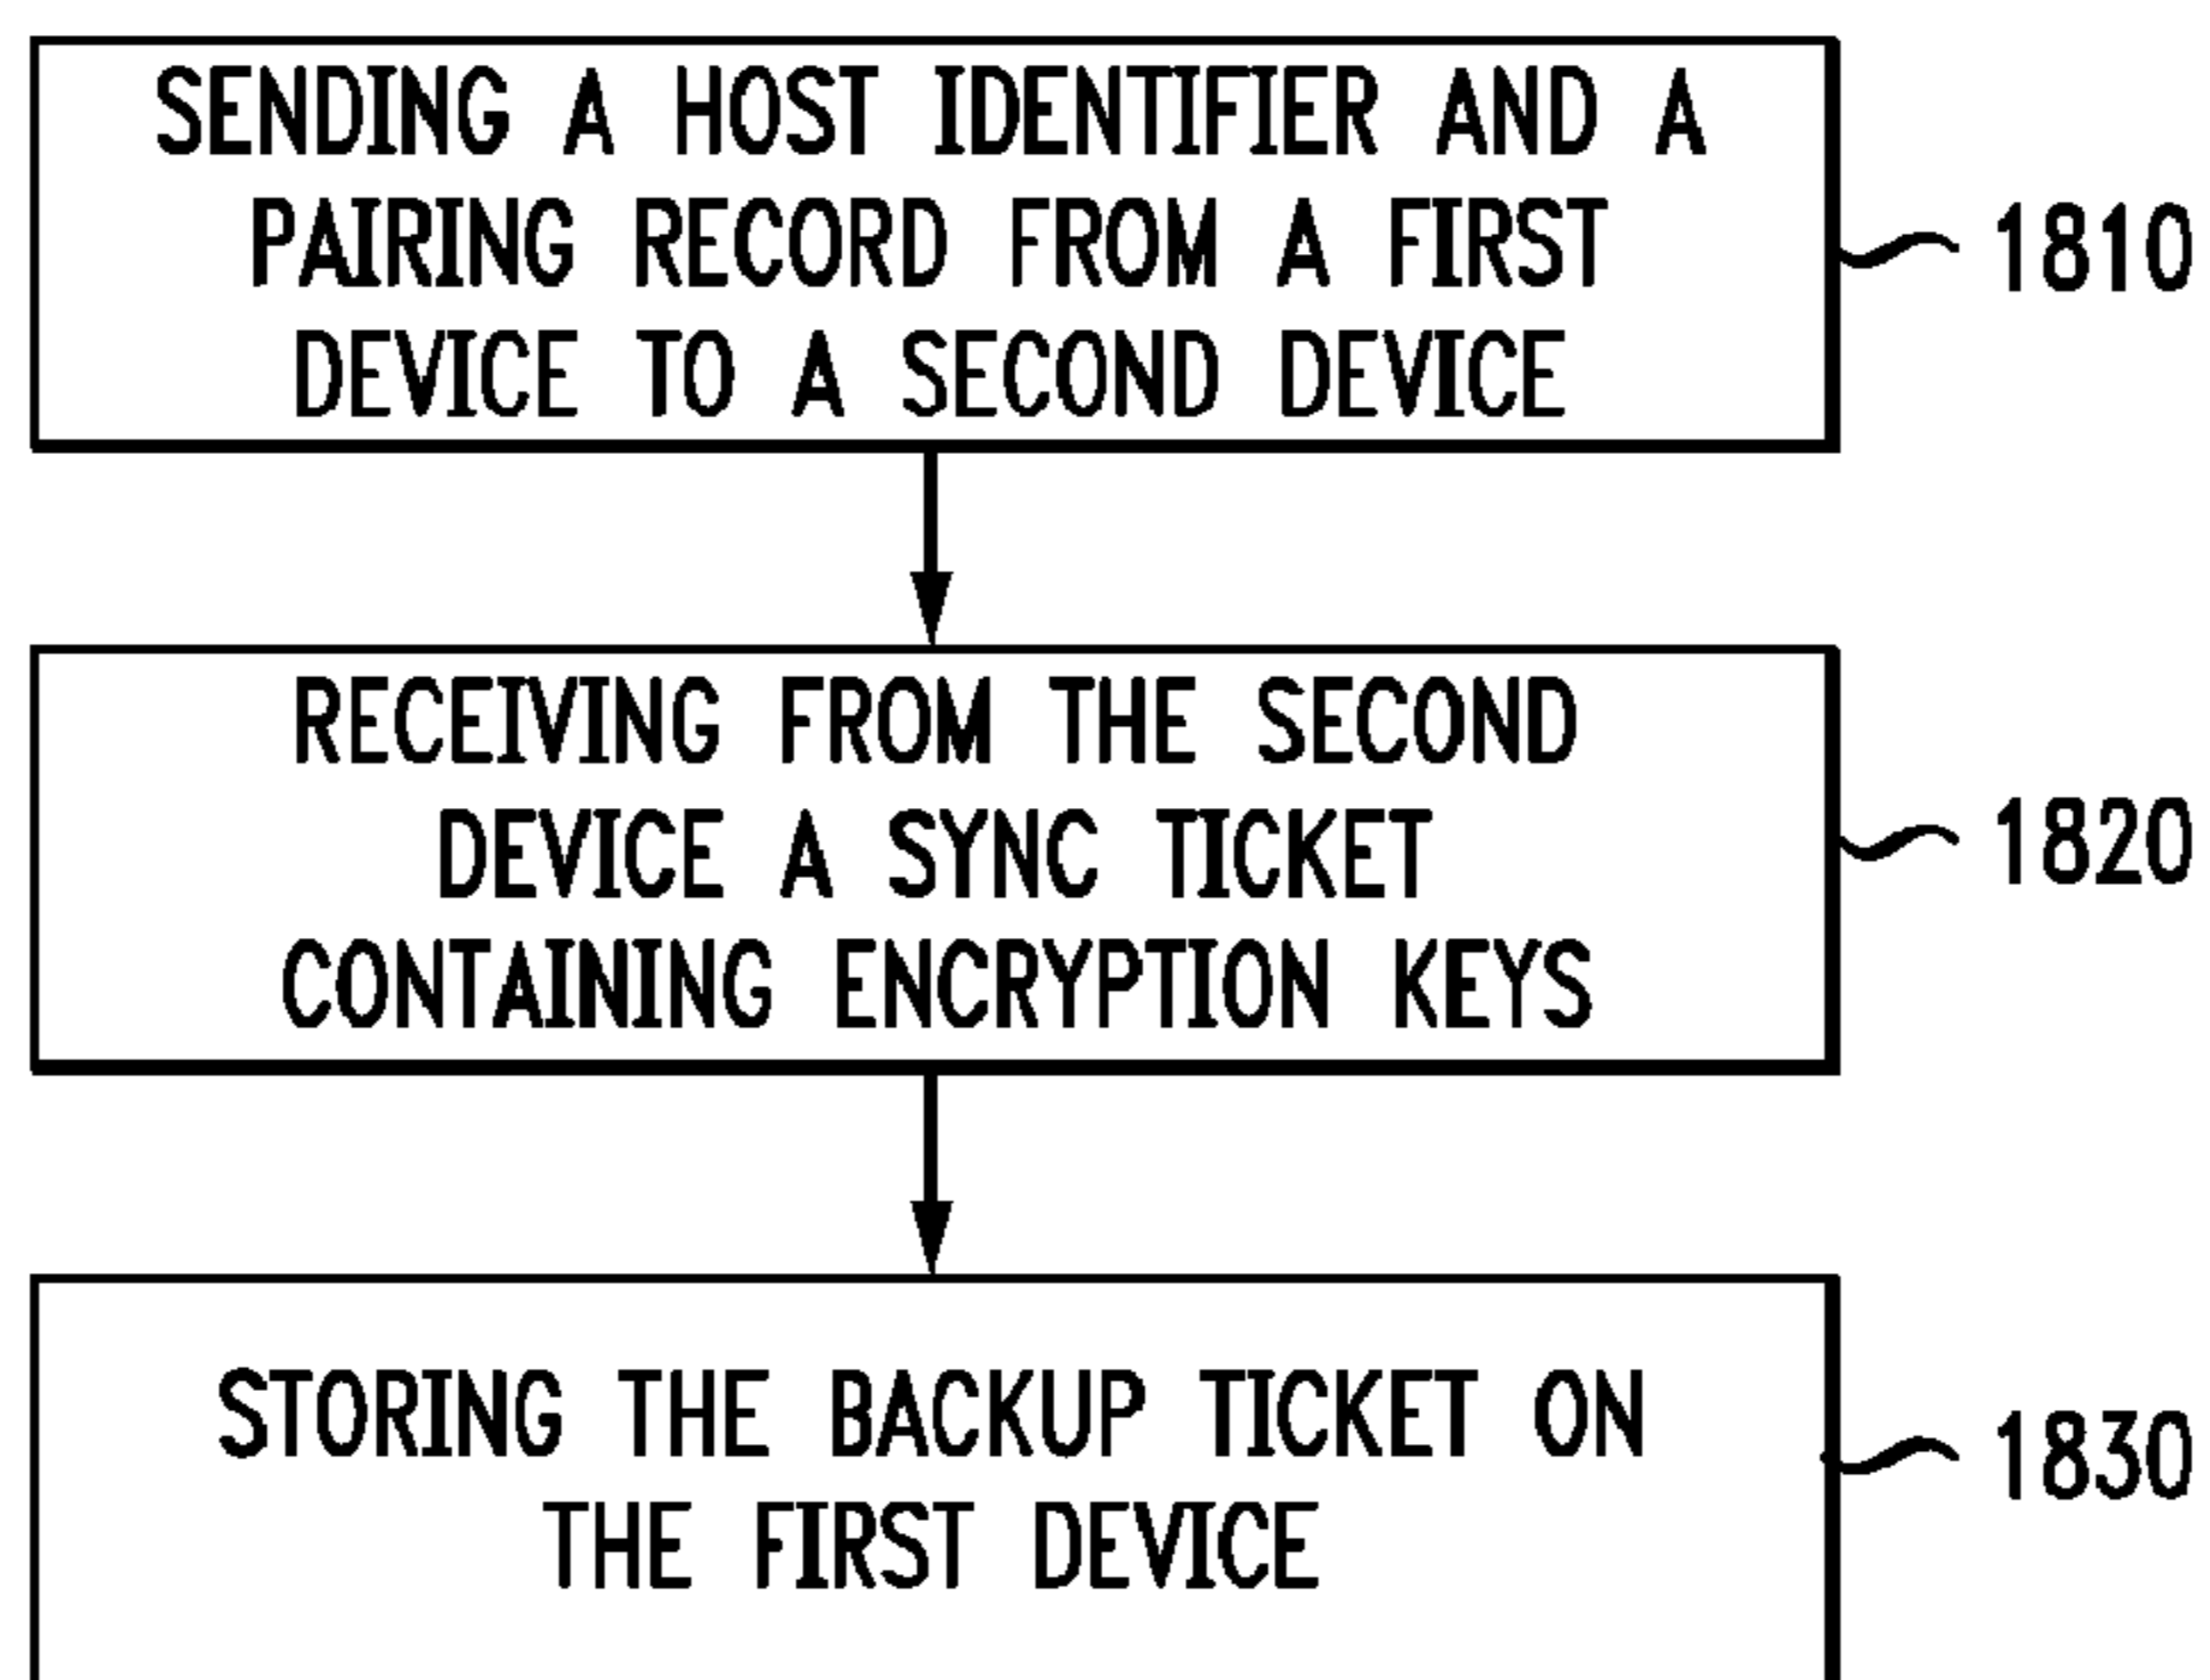 SENDING A HOST IDENTIFIER AND A
PAIRING RECORD FROM A FIRST
DEVICE TO A SECOND DEVICE
1810
RECEIVING FROM THE SECOND
DEVICE A SYNC TICKET
CONTAINING ENCRYPTION KEYS
1820
STORING THE BACKUP TICKET ON
THE FIRST DEVICE
1830